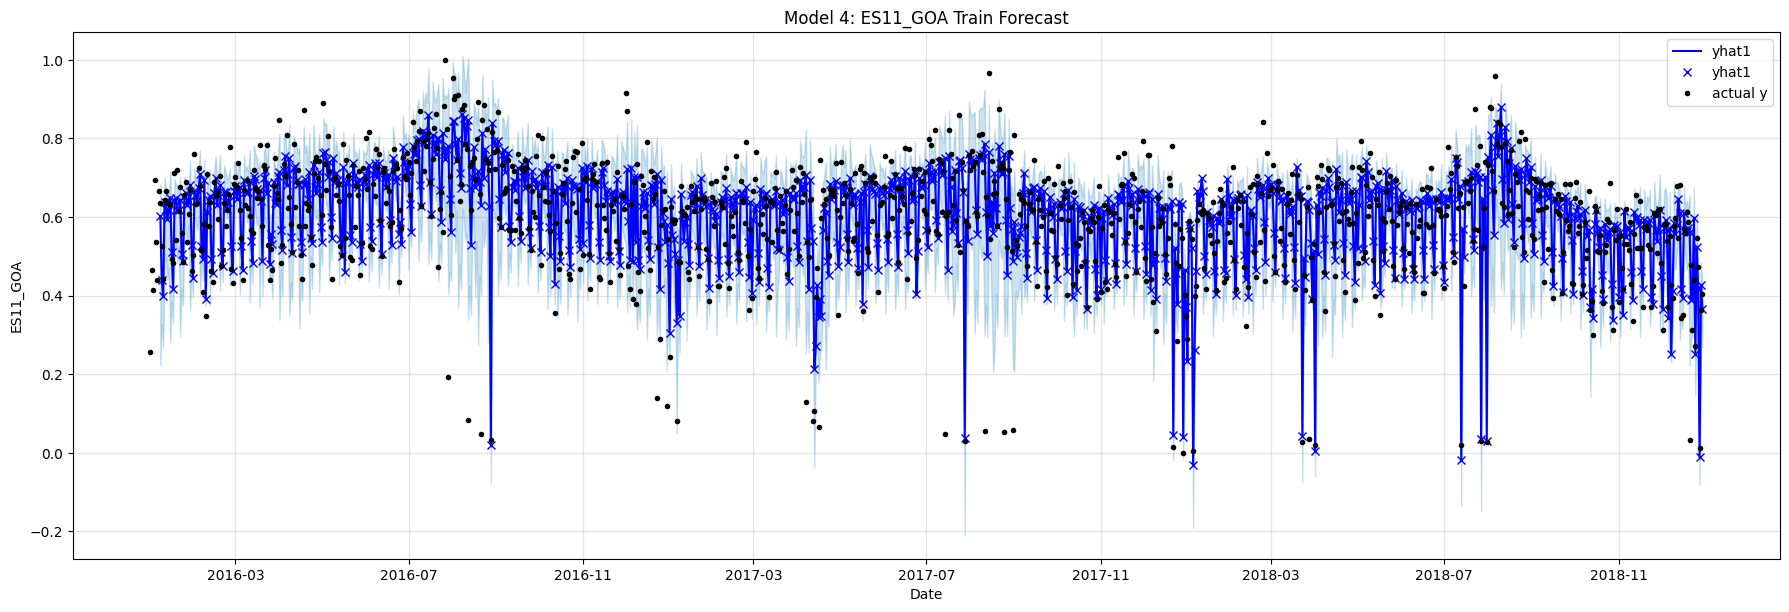 Model 4: ES11_GOA Train Forecast
yhat1
yhat1
actual y
1.0
0.8
0.6
0.4
0.2
0.0
−0.2
ES11_GOA
2016-03
2016-07
2016-11
2017-03
2017-07
2017-11
2018-03
2018-07
2018-11
Date